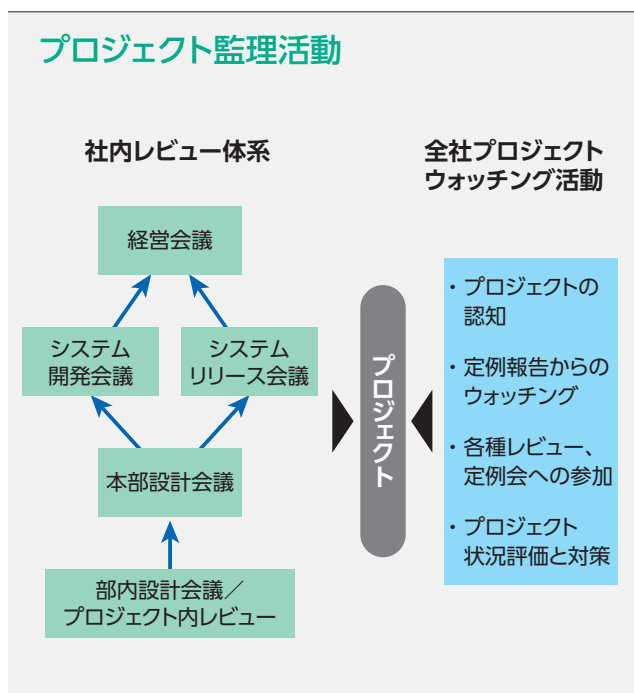 プロジェクト監理活動
社内レビュー体系
経営会議
システム
開発会議
システム
リリース会議
本部設計会議
部内設計会議／
プロジェクト内レビュー
プロジェクト
全社プロジェクト
ウォッチング活動
・プロジェクトの
認知
・定例報告からの
ウォッチング
・各種レビュー、
定例会への参加
・プロジェクト
状況評価と対策